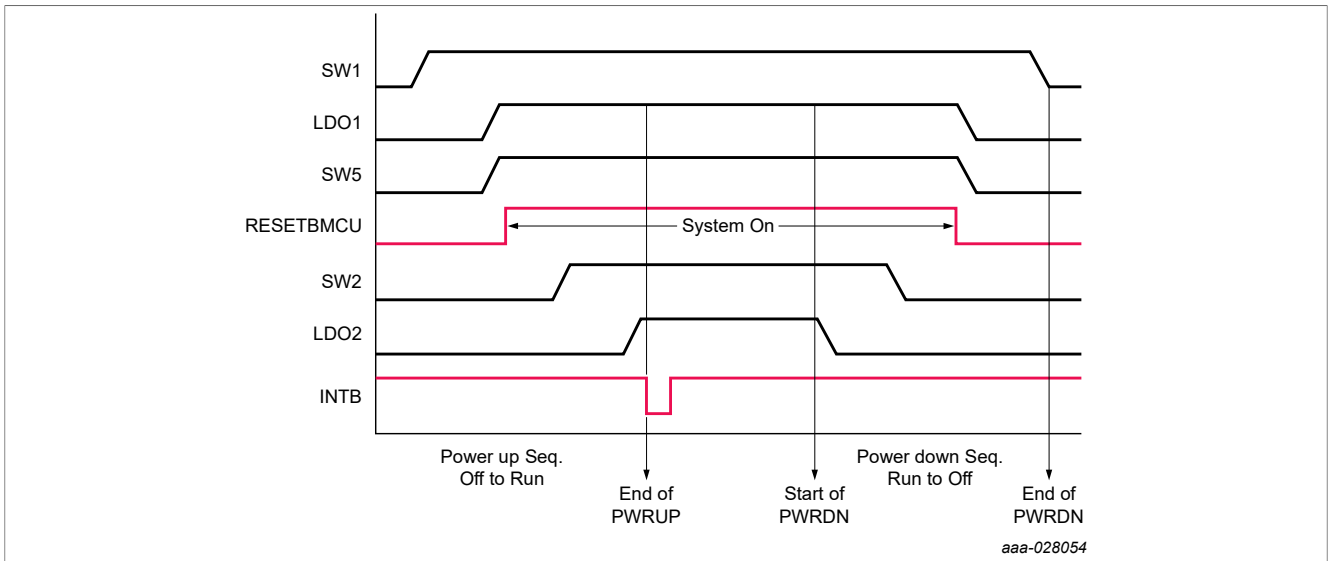 SW1
LDO1
SW5
RESETBMCU
System On
SW2
LDO2
INTB
Power up Seq.
Off to Run
Power down Seq.
Run to Off
End of
PWRUP
Start of
PWRDN
End of
PWRDN
aaa-028054